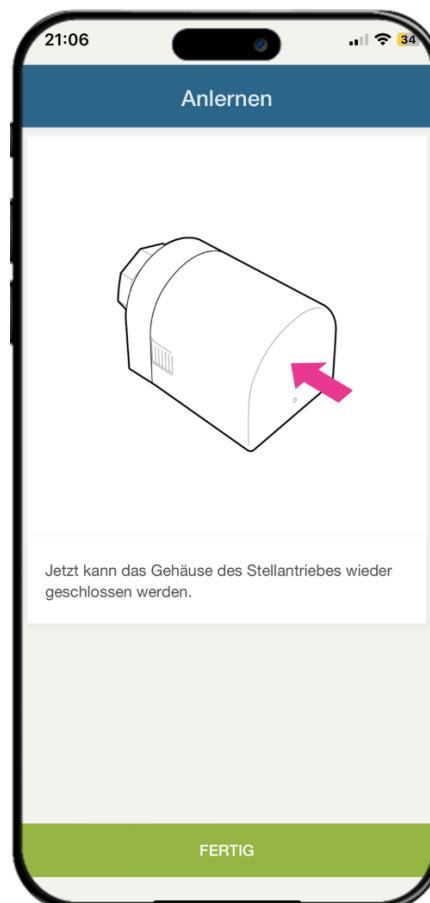 21:06
34
Anlernen
Jetzt kann das Gehäuse des Stellantriebes wieder
geschlossen werden.
FERTIG